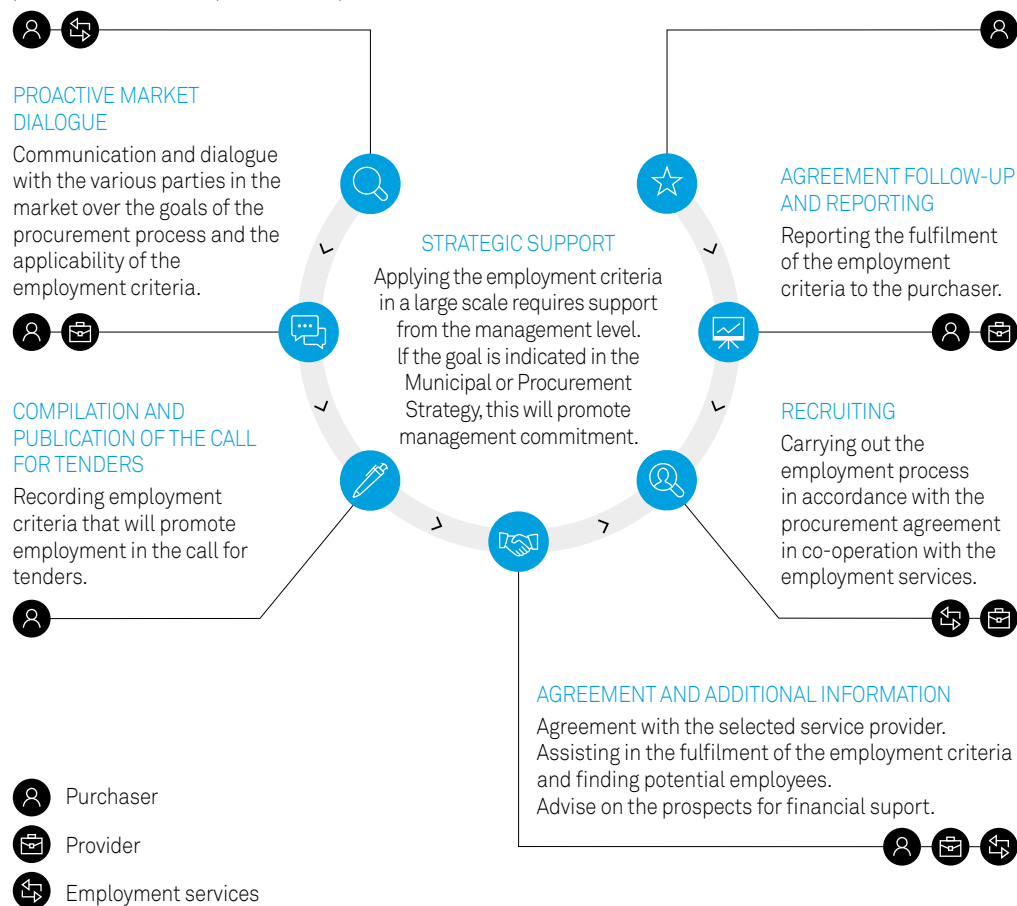 PROACTIVE MARKET
DIALOGUE
Communication and dialogue
with the various parties in the
market over the goals of the
procurement process and the
applicability of the
employment criteria.
COMPILATION AND
PUBLICATION OF THE CALL
FOR TENDERS
Recording employment
criteria that will promote
employment in the call for
tenders.
STRATEGIC SUPPORT
Applying the employment criteria
in a large scale requires support
from the management level.
If the goal is indicated in the
Municipal or Procurement
Strategy, this will promote
management commitment.
AGREEMENT FOLLOW-UP
AND REPORTING
Reporting the fulfilment
of the employment
criteria to the purchaser.
RECRUITING
Carrying out the
employment process
in accordance with the
procurement agreement
in co-operation with the
employment services.
AGREEMENT AND ADDITIONAL INFORMATION
Agreement with the selected service provider.
Assisting in the fulfilment of the employment criteria
and finding potential employees.
Advise on the prospects for financial suport.
Purchaser
Provider
Employment services